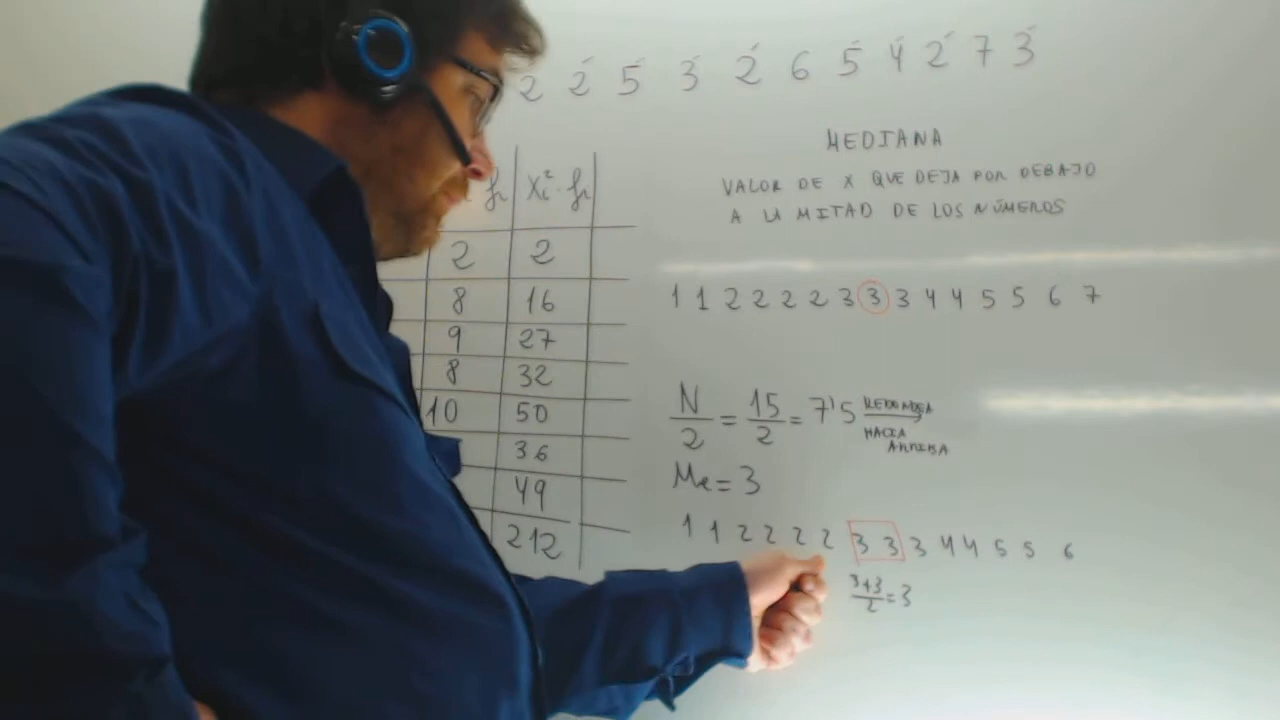 2 2 5 3 2 6 5 4 2 7 3
MEDIANA
VALOR DE X QUE DEJA POR DEBAJO
A LA MITAD DE LOS NÚMEROS
fi Xi² · fi
2 2
8 16
9 27
8 32
10 50
36
49
212
1 1 2 2 2 2 3 3 3 4 4 5 5 6 7
N/2 = 15/2 = 7'5 REDONDEA
HACIA
ARRIBA
Me = 3
1 1 2 2 2 2 3 3 3 4 4 5 5 6
3+3/2 = 3